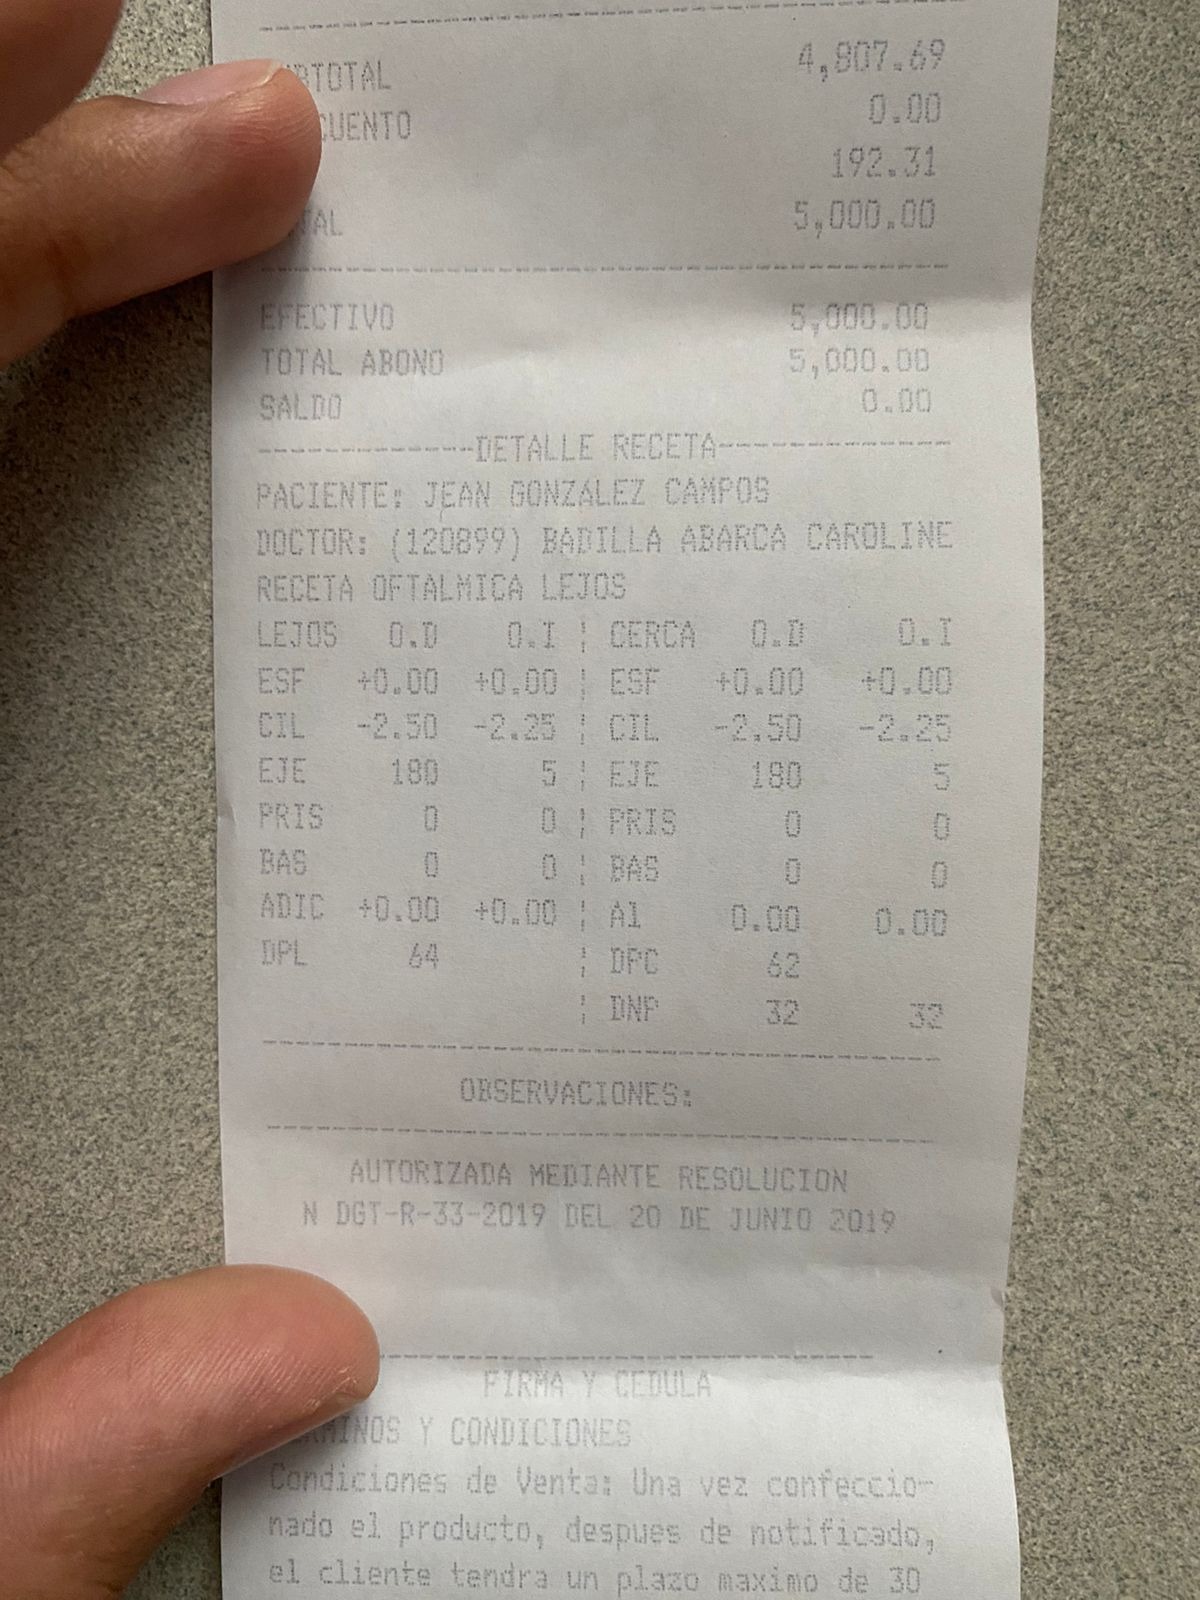 TOTAL 4,807.69
CUENTO 0.00
192.31
TAL 5,000.00
EFECTIVO 5,000.00
TOTAL ABONO 5,000.00
SALDO 0.00
DETALLE RECETA
PACIENTE: JEAN GONZALEZ CAMPOS
DOCTOR: (120899) BADILLA ABARCA CAROLINE
RECETA OFTALMICA LEJOS
LEJOS O.D O.I ¦ CERCA O.D O.I
ESF +0.00 +0.00 ¦ ESF +0.00 +0.00
CIL -2.50 -2.25 ¦ CIL -2.50 -2.25
EJE 180 5 ¦ EJE 180 5
PRIS 0 0 ¦ PRIS 0 0
BAS 0 0 ¦ BAS 0 0
ADIC +0.00 +0.00 ¦ A1 0.00 0.00
DPL 64 ¦ DPC 62
¦ DNP 32 32
OBSERVACIONES:
AUTORIZADA MEDIANTE RESOLUCION
N DGT-R-33-2019 DEL 20 DE JUNIO 2019
FIRMA Y CEDULA
MINOS Y CONDICIONES
Condiciones de Venta: Una vez confeccio-
nado el producto, despues de notificado,
el cliente tendra un plazo maximo de 30